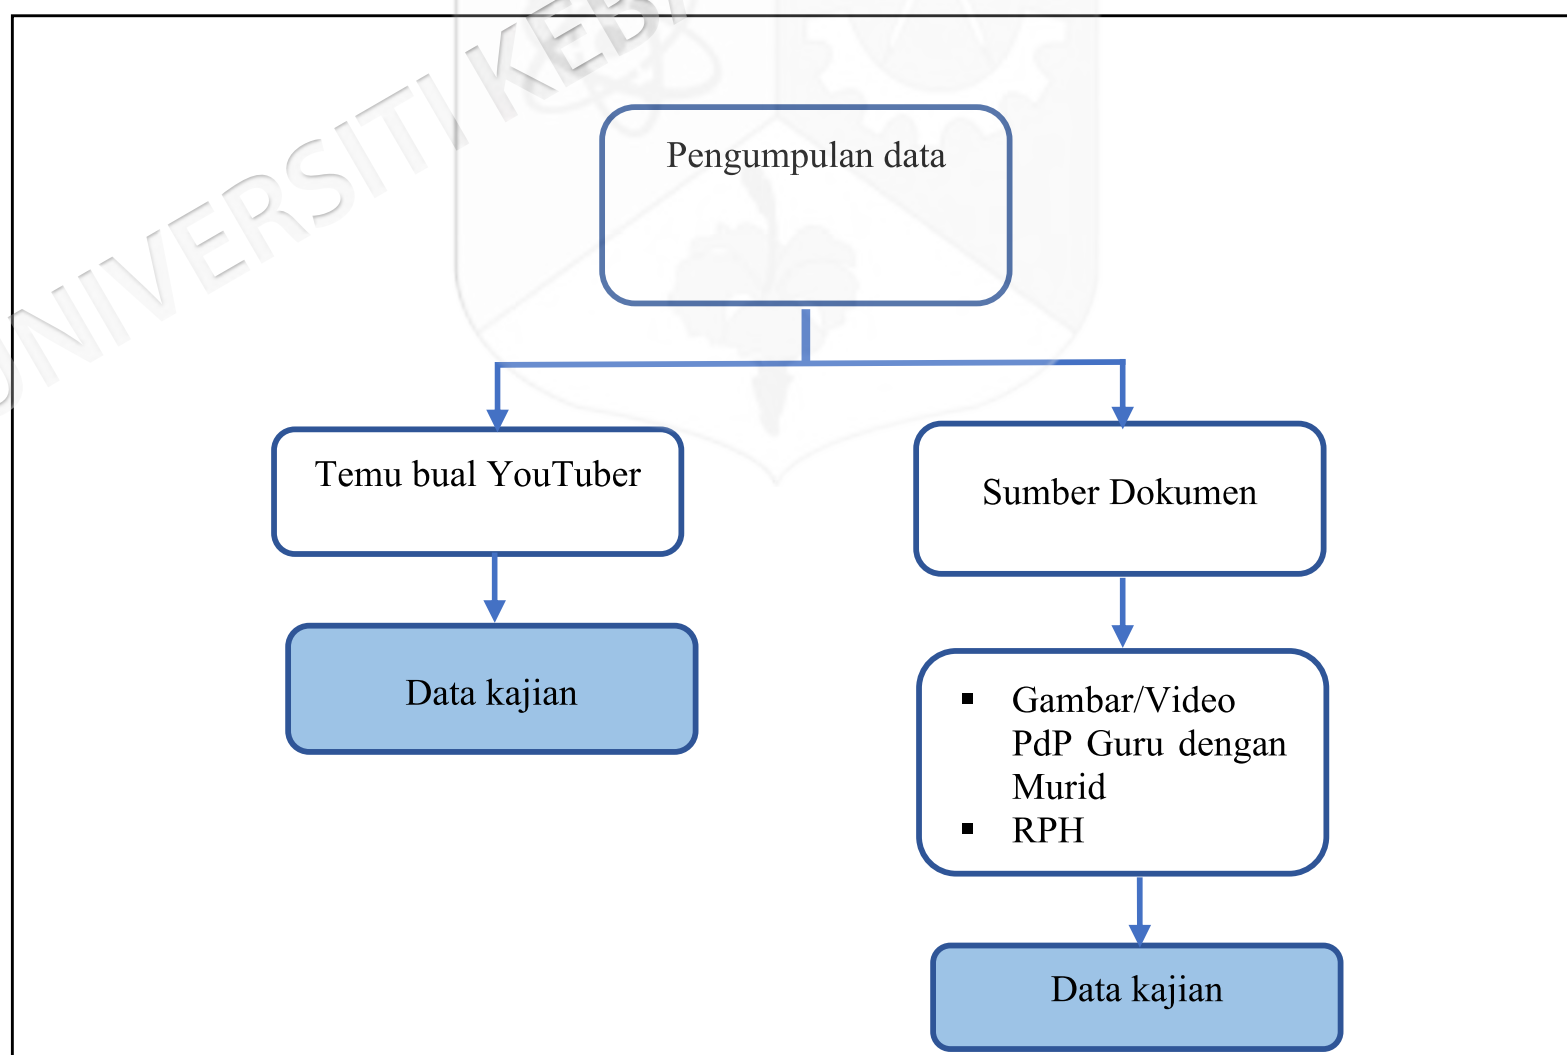 UNIVERSITI KEBA
Pengumpulan data
Temu bual YouTuber
Sumber Dokumen
Data kajian
▪ Gambar/Video
PdP Guru dengan
Murid
▪ RPH
Data kajian